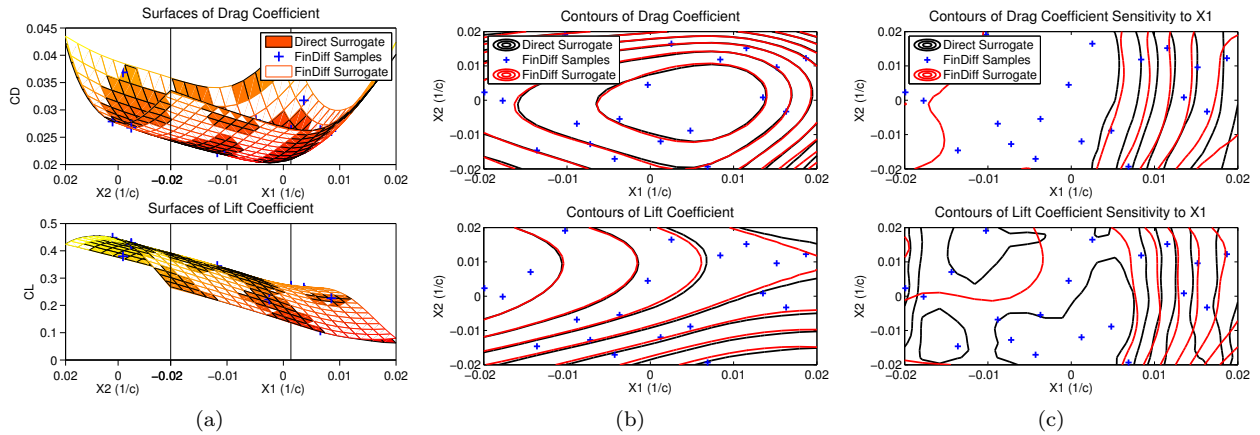 Surfaces of Drag Coefficient
0.045
0.04
0.035
0.03
0.025
0.02
CD
Direct Surrogate
FinDiff Samples
FinDiff Surrogate
0.02 0 −0.02 0 0.01 0.02
X2 (1/c) X1 (1/c)
Surfaces of Lift Coefficient
0.5
0.4
0.3
0.2
0.1
0
CL
0.02 0 −0.02 0 0.01 0.02
X2 (1/c) X1 (1/c)
(a)
Contours of Drag Coefficient
0.02
0.01
0
−0.01
−0.02
X2 (1/c)
Direct Surrogate
FinDiff Samples
FinDiff Surrogate
−0.02 −0.01 0 0.01 0.02
X1 (1/c)
Contours of Lift Coefficient
0.02
0.01
0
−0.01
−0.02
X2 (1/c)
−0.02 −0.01 0 0.01 0.02
X1 (1/c)
(b)
Contours of Drag Coefficient Sensitivity to X1
0.02
0.01
0
−0.01
−0.02
X2 (1/c)
Direct Surrogate
FinDiff Samples
FinDiff Surrogate
−0.02 −0.01 0 0.01 0.02
X1 (1/c)
Contours of Lift Coefficient Sensitivity to X1
0.02
0.01
0
−0.01
−0.02
X2 (1/c)
−0.02 −0.01 0 0.01 0.02
X1 (1/c)
(c)